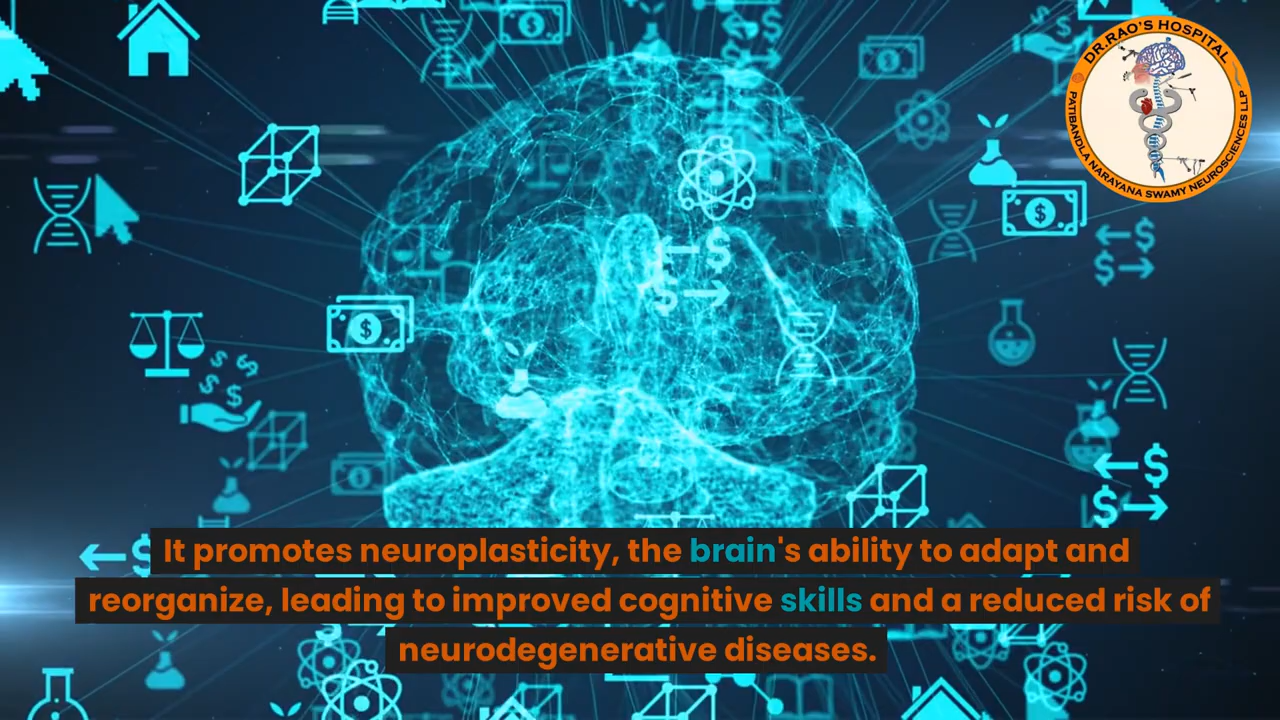 DR.RAO'S HOSPITAL
PATIBANDLA NARAYANA SWAMY NEUROSCIENCES LLP
It promotes neuroplasticity, the brain's ability to adapt and
reorganize, leading to improved cognitive skills and a reduced risk of
neurodegenerative diseases.